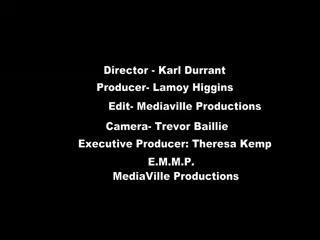 Director - Karl Durrant
Producer- Lamoy Higgins
Edit- Mediaville Productions
Camera- Trevor Baillie
Executive Producer: Theresa Kemp
E.M.M.P.
MediaVille Productions